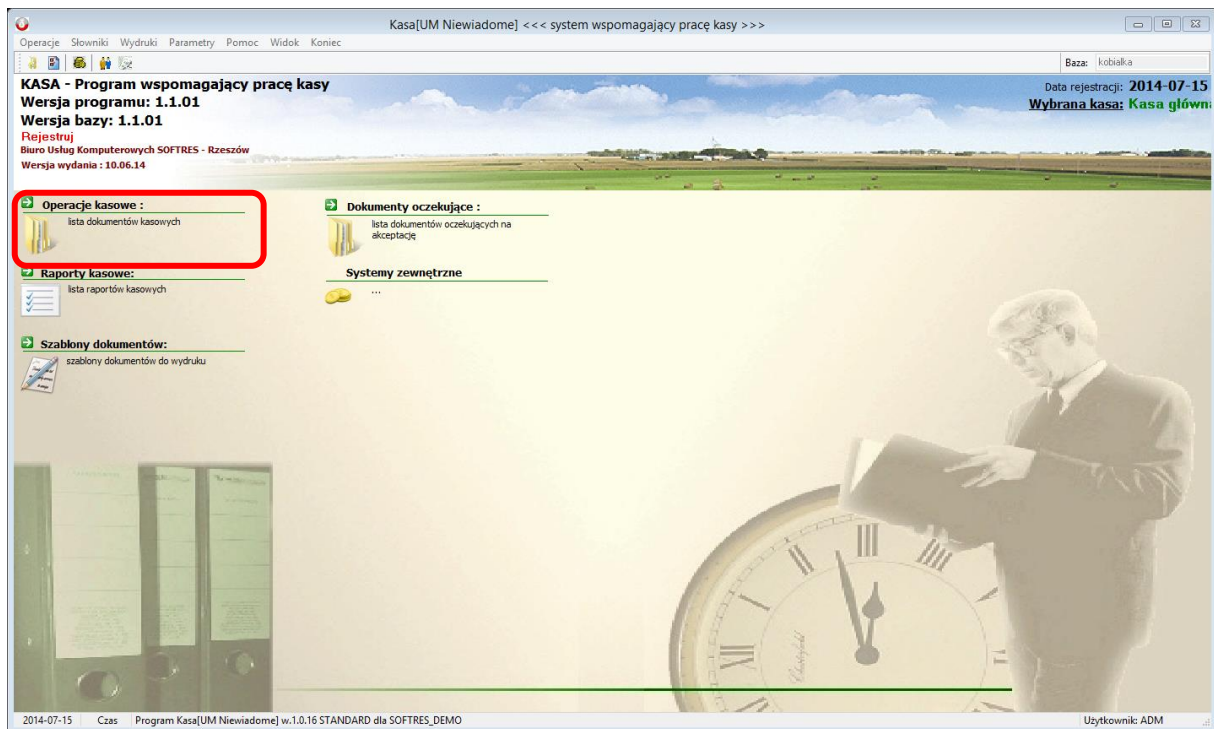 Kasa[UM Niewiadome] <<< system wspomagający pracę kasy >>>
Operacje Słowniki Wydruki Parametry Pomoc Widok Koniec
Baza: kobialka
KASA - Program wspomagający pracę kasy
Wersja programu: 1.1.01
Wersja bazy: 1.1.01
Rejestruj
Biuro Usług Komputerowych SOFTRES - Rzeszów
Wersja wydania : 10.06.14
Data rejestracji: 2014-07-15
Wybrana kasa: Kasa główn
Operacje kasowe :
lista dokumentów kasowych
Dokumenty oczekujące :
lista dokumentów oczekujących na
akceptację
Raporty kasowe:
lista raportów kasowych
Systemy zewnętrzne
...
Szablony dokumentów:
szablony dokumentów do wydruku
Chesterfield
2014-07-15 Czas Program Kasa[UM Niewiadome] w.1.0.16 STANDARD dla SOFTRES_DEMO Użytkownik: ADM